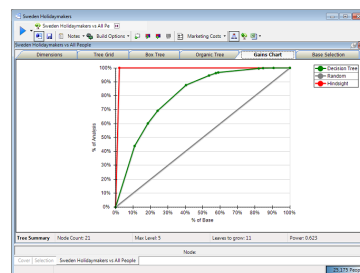 Sweden Holidaymakers
Sweden Holidaymakers vs All Pe
Notes Build Options Marketing Costs
Sweden Holidaymakers vs All People
Dimensions Tree Grid Box Tree Organic Tree Gains Chart Base Selection
Decision Tree
Random
Hindsight
100%
90%
80%
70%
60%
50%
40%
30%
20%
10%
0%
% of Analysis
0% 10% 20% 30% 40% 50% 60% 70% 80% 90% 100%
% of Base
Tree Summary Node Count: 21 Max Level: 5 Leaves to grow: 11 Power: 0.623
Node:
Cover Selection Sweden Holidaymakers vs All People